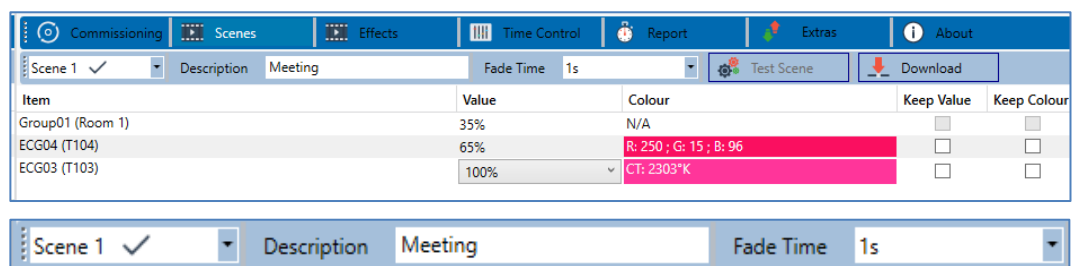 Commissioning Scenes Effects Time Control Report Extras About
Scene 1 Description Meeting Fade Time 1s Test Scene Download
Item Value Colour Keep Value Keep Colour
Group01 (Room 1) 35% N/A
ECG04 (T104) 65% R: 250 ; G: 15 ; B: 96
ECG03 (T103) 100% CT: 2303°K
Scene 1 Description Meeting Fade Time 1s